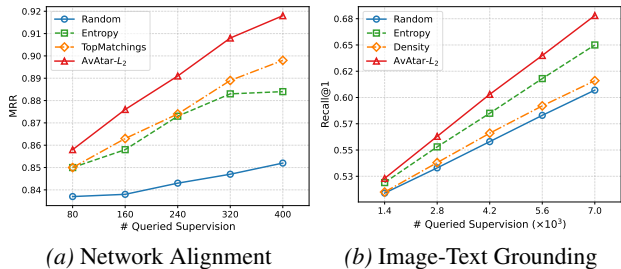 0.92
0.91
0.90
0.89
0.88
0.87
0.86
0.85
0.84
MRR
Random
Entropy
TopMatchings
AvAtar-L₂
80 160 240 320 400
# Queried Supervision
(a) Network Alignment
0.68
0.65
0.62
0.60
0.57
0.55
0.53
Recall@1
Random
Entropy
Density
AvAtar-L₂
1.4 2.8 4.2 5.6 7.0
# Queried Supervision (×10³)
(b) Image-Text Grounding